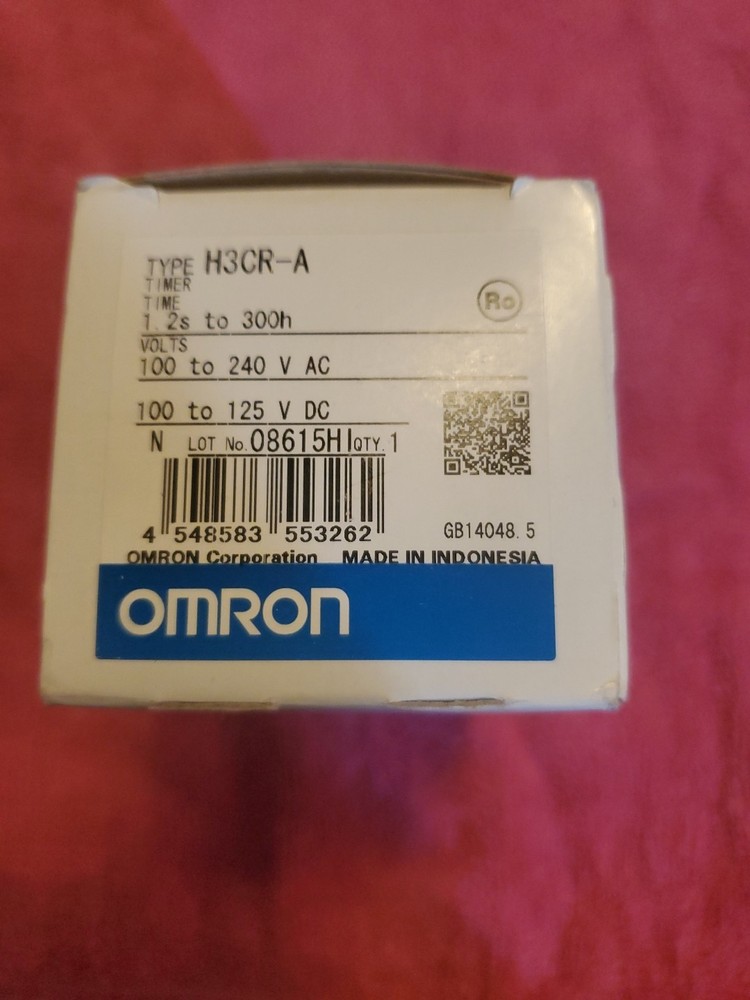 TYPE H3CR-A
TIMER
TIME
1.2s to 300h
Ro
VOLTS
100 to 240 V AC
100 to 125 V DC
N LOT No. 08615HI QTY. 1
4 548583 553262
GB14048.5
OMRON Corporation MADE IN INDONESIA
OMRON